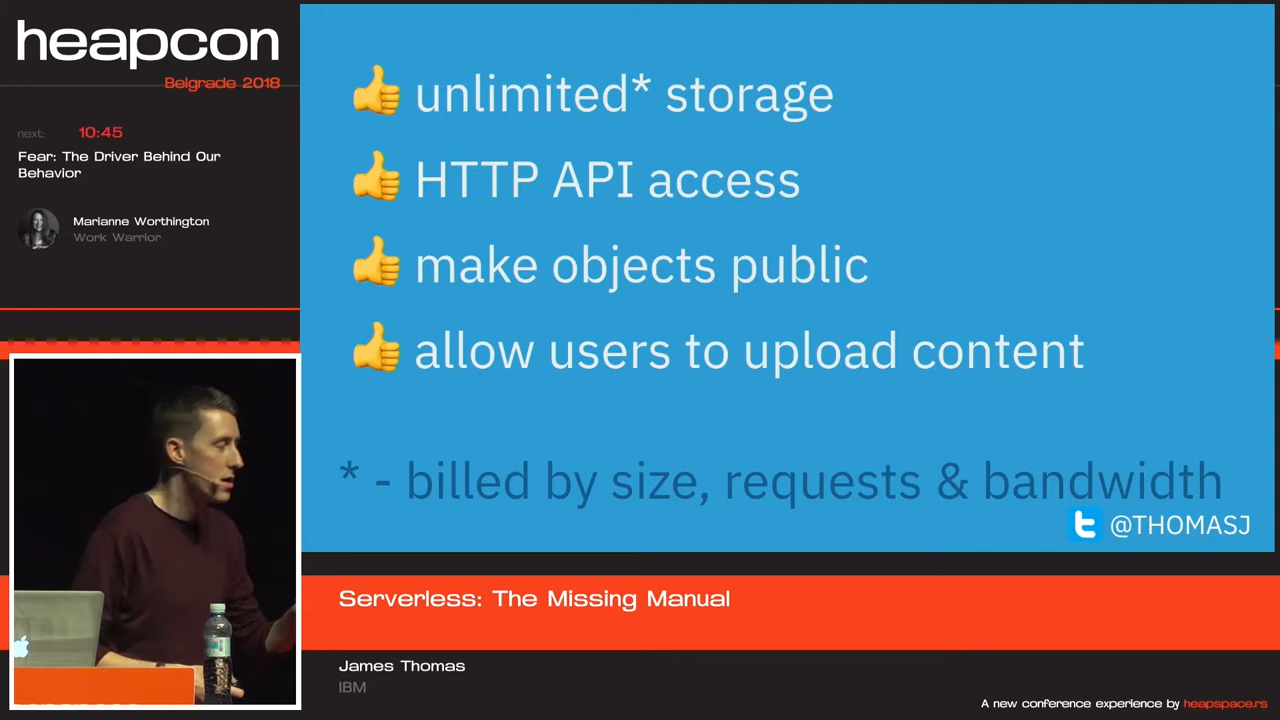 heapcon
Belgrade 2018
next: 10:45
Fear: The Driver Behind Our
Behavior
Marianne Worthington
Work Warrior
👍 unlimited* storage
👍 HTTP API access
👍 make objects public
👍 allow users to upload content
* - billed by size, requests & bandwidth
@THOMASJ
Serverless: The Missing Manual
James Thomas
IBM
A new conference experience by heapspace.rs